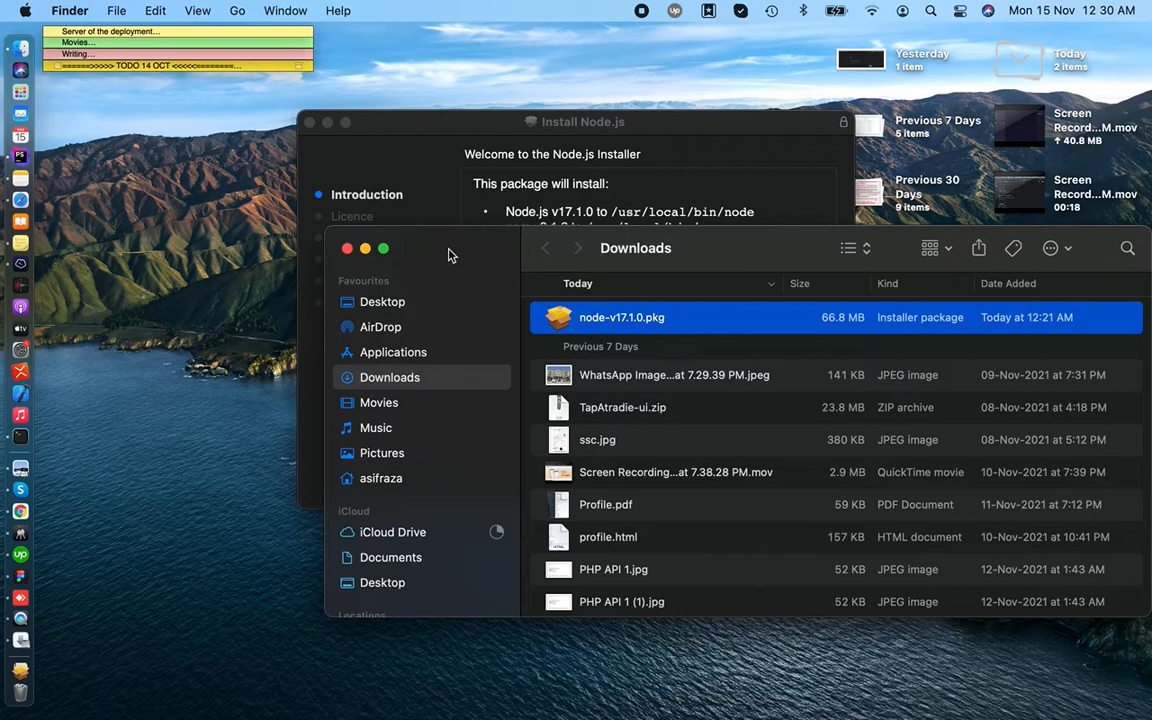 Finder File Edit View Go Window Help
UP
Mon 15 Nov 12 30 AM
Server of the deployment...
Movies...
Writing...
======>>>>> TODO 14 OCT <<<<<========...
Yesterday
1 item
Today
2 items
Previous 7 Days
5 items
Screen
Record...M.mov
↑ 40.8 MB
Previous 30
Days
9 items
Screen
Record...M.mov
00:18
Install Node.js
Welcome to the Node.js Installer
This package will install:
Introduction
• Node.js v17.1.0 to /usr/local/bin/node
Licence
Downloads
Favourites
Desktop
AirDrop
Applications
Downloads
Movies
Music
Pictures
asifraza
iCloud
iCloud Drive
Documents
Desktop
Locations
Today Size Kind Date Added
node-v17.1.0.pkg 66.8 MB Installer package Today at 12:21 AM
Previous 7 Days
WhatsApp Image...at 7.29.39 PM.jpeg 141 KB JPEG image 09-Nov-2021 at 7:31 PM
TapAtradie-ui.zip 23.8 MB ZIP archive 08-Nov-2021 at 4:18 PM
ssc.jpg 380 KB JPEG image 08-Nov-2021 at 5:12 PM
Screen Recording...at 7.38.28 PM.mov 2.9 MB QuickTime movie 10-Nov-2021 at 7:39 PM
Profile.pdf 59 KB PDF Document 11-Nov-2021 at 7:12 PM
profile.html 157 KB HTML document 10-Nov-2021 at 10:41 PM
PHP API 1.jpg 52 KB JPEG image 12-Nov-2021 at 1:43 AM
PHP API 1 (1).jpg 52 KB JPEG image 12-Nov-2021 at 1:43 AM
15
PS
tv
S
up